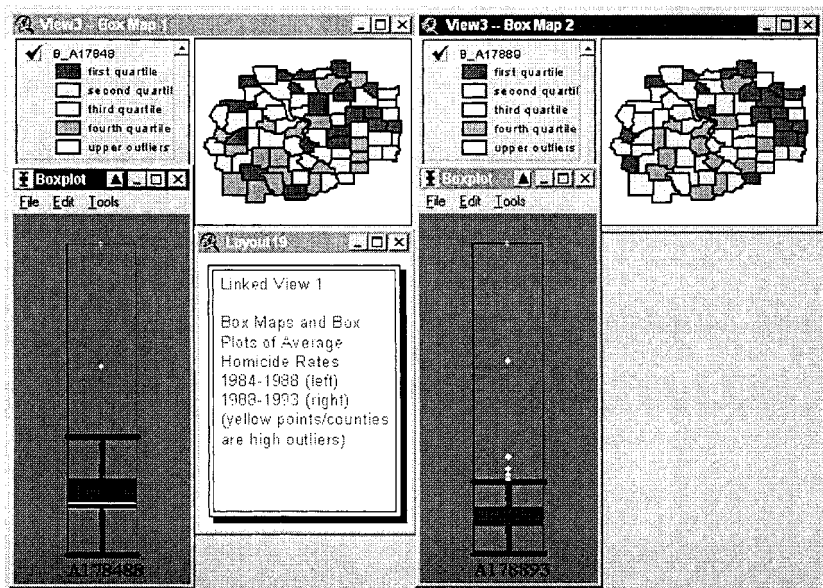 View3 -- Box Map 1
B_A17848
first quartile
second quartil
third quartile
fourth quartile
upper outliers
Boxplot
File Edit Tools
A178488
Layout19
Linked View 1
Box Maps and Box
Plots of Average
Homicide Rates
1984-1988 (left)
1988-1993 (right)
(yellow points/counties
are high outliers)
View3 -- Box Map 2
B_A17889
first quartile
second quartil
third quartile
fourth quartile
upper outliers
Boxplot
File Edit Tools
A178893